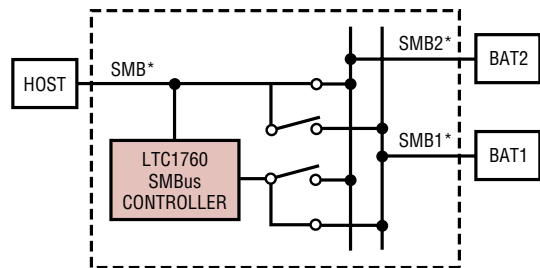 SMB2*
BAT2
SMB*
HOST
SMB1*
BAT1
LTC1760
SMBus
CONTROLLER